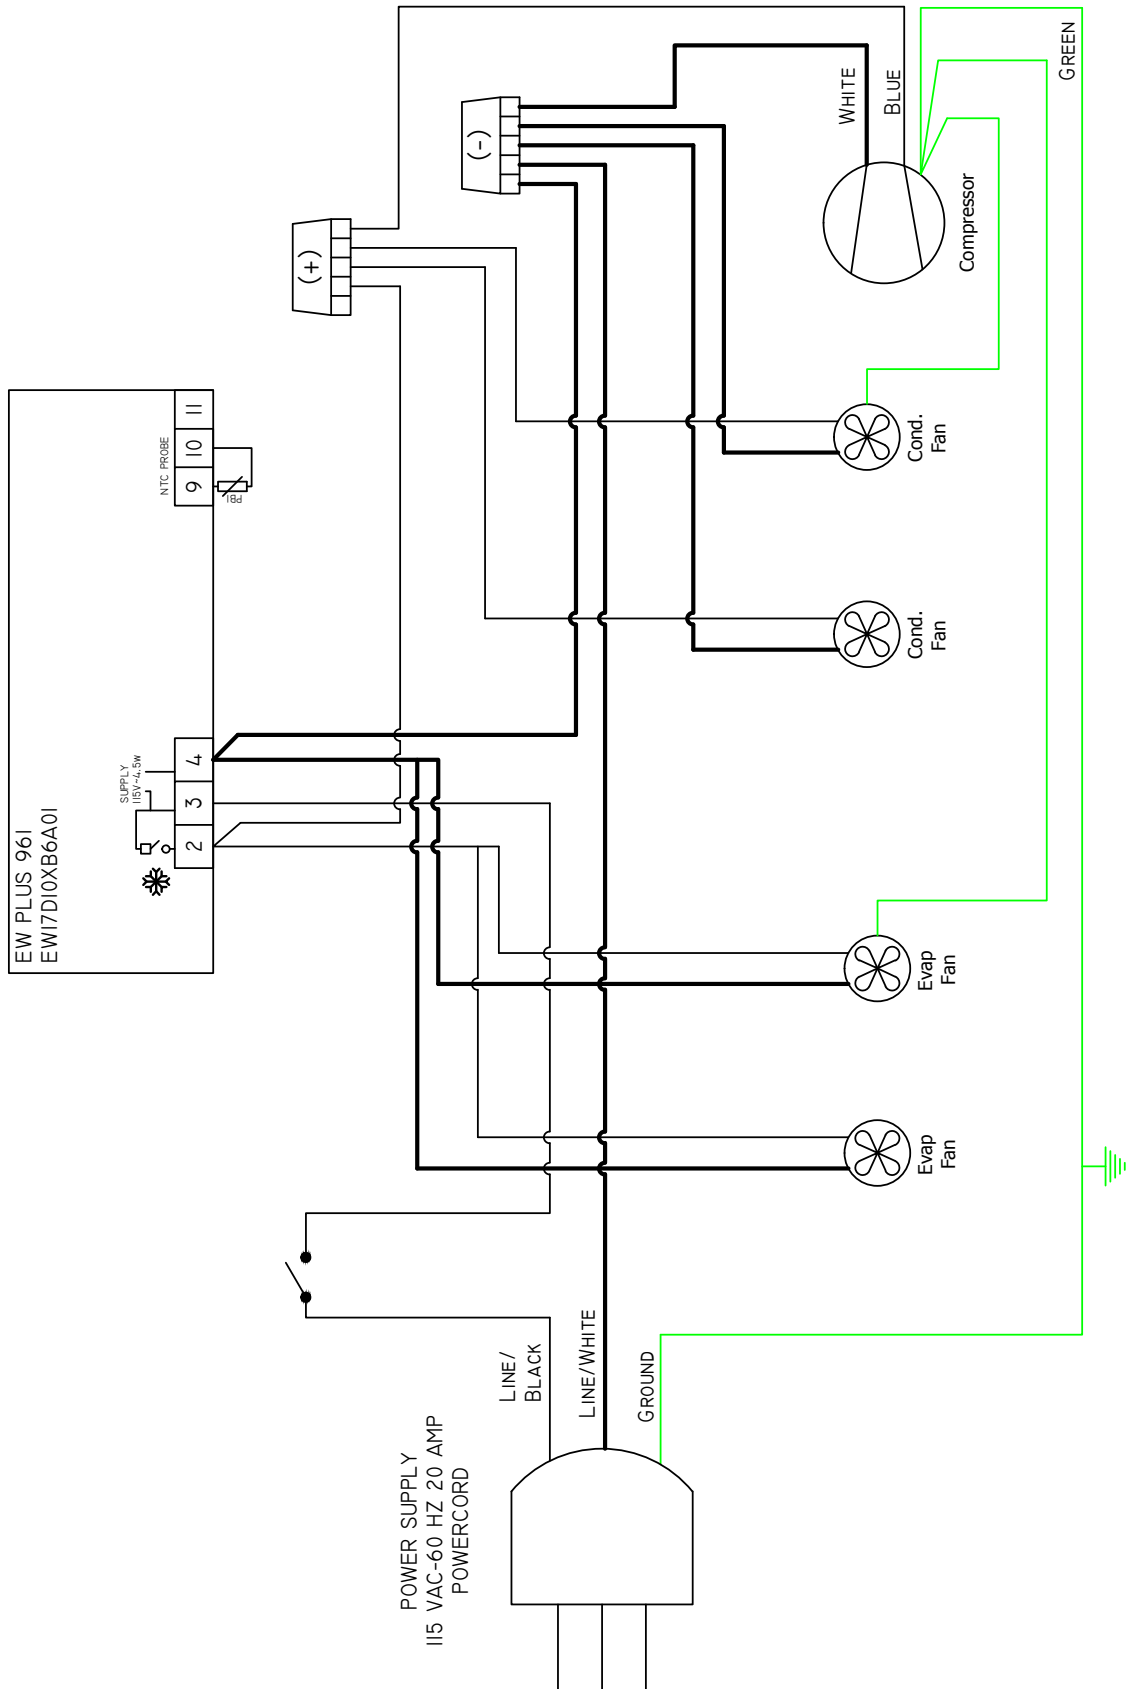 EW PLUS 961
EWI7D10XB6A01
SUPPLY
115V~4.5W
2
3
4
NTC PROBE
9
10
11
PB1
(+)
(-)
WHITE
BLUE
GREEN
Compressor
Cond.
Fan
Cond.
Fan
Evap
Fan
Evap
Fan
LINE/
BLACK
LINE/WHITE
GROUND
POWER SUPPLY
115 VAC-60 HZ 20 AMP
POWERCORD